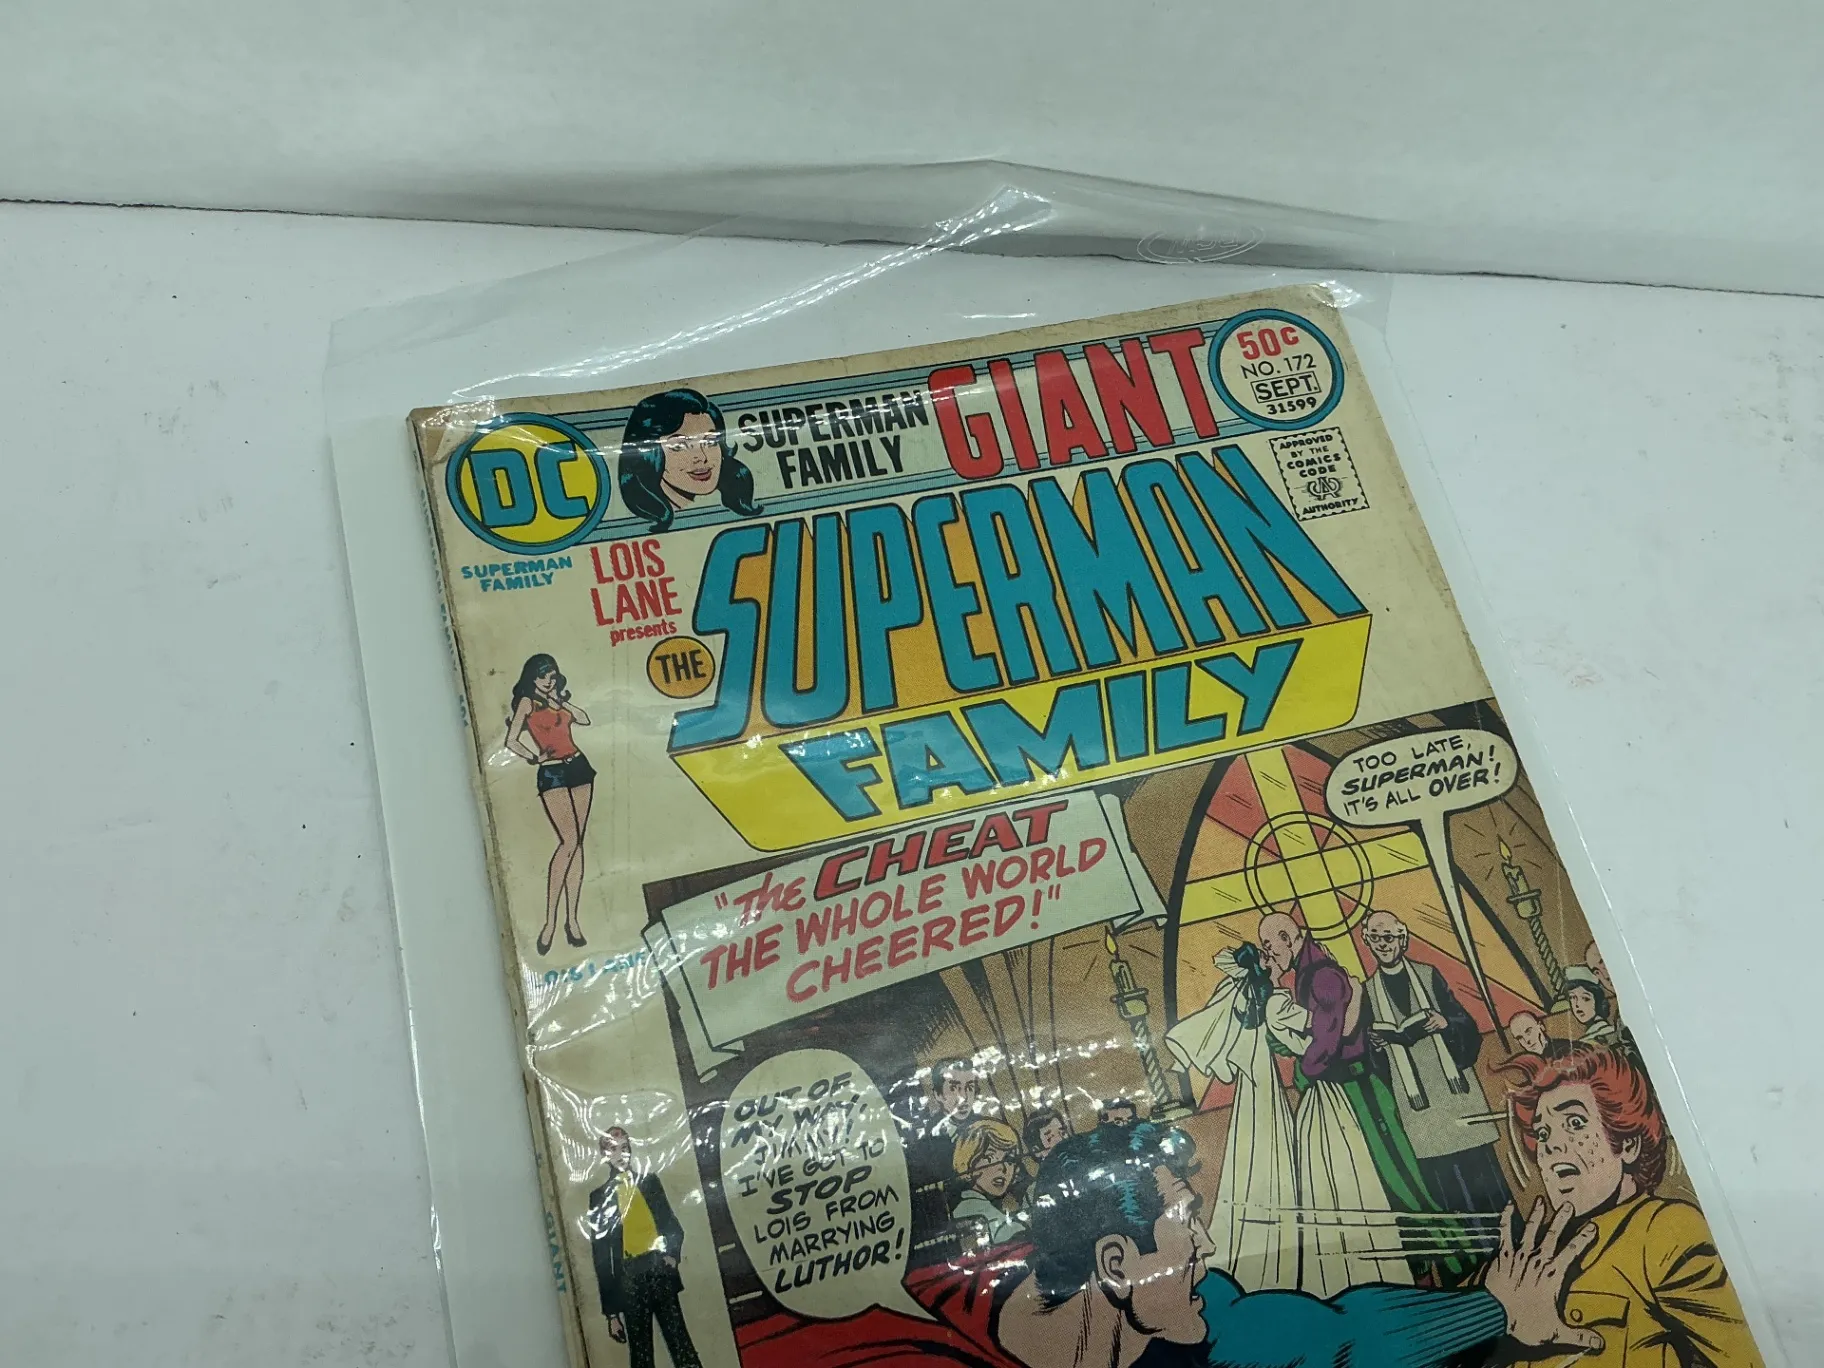 SUPERMAN
FAMILY
GIANT
50¢
NO. 172
SEPT.
31599
DC
SUPERMAN
FAMILY
APPROVED
BY THE
COMICS
CODE
AUTHORITY
LOIS
LANE
presents
THE
SUPERMAN
FAMILY
"The CHEAT
THE WHOLE WORLD
CHEERED!"
TOO LATE,
SUPERMAN!
IT'S ALL OVER!
OUT OF
MY WAY,
JIMMY!
I'VE GOT TO
STOP
LOIS FROM
MARRYING
LUTHOR!
GIANT